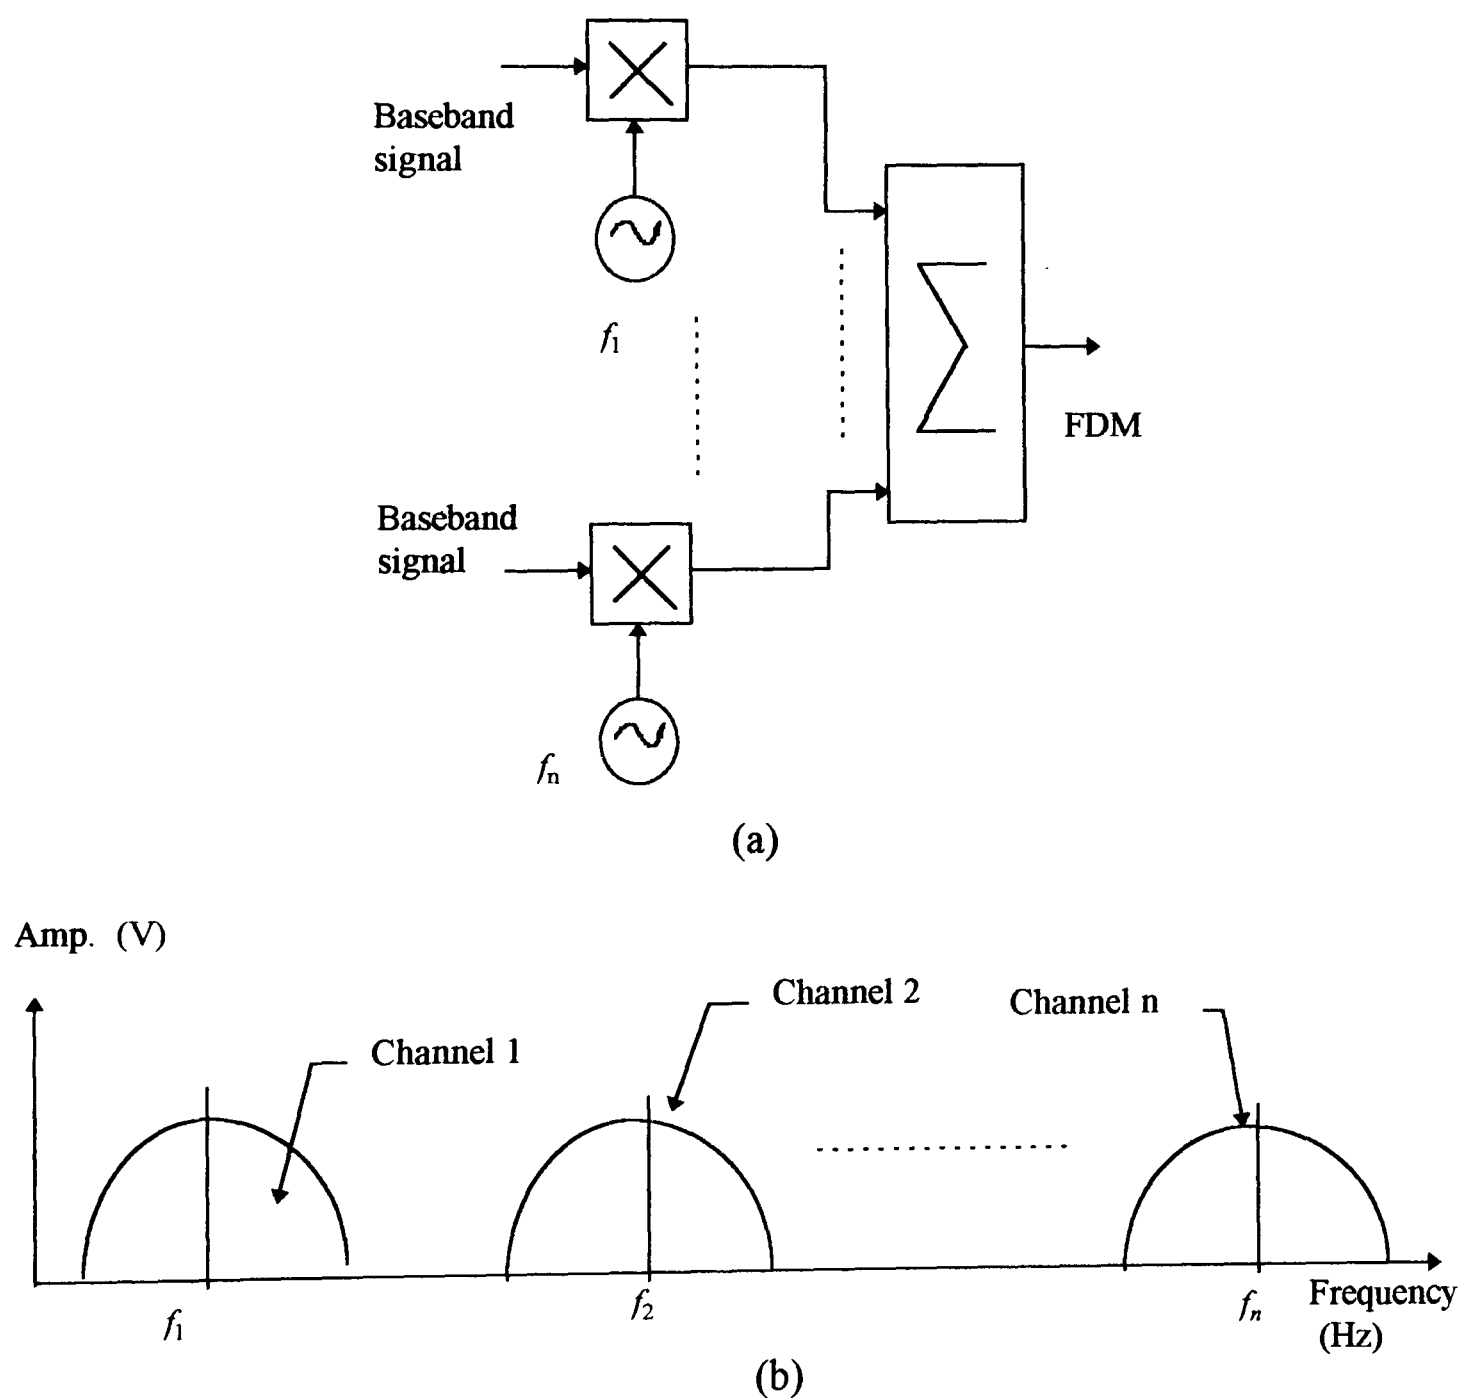 Baseband
signal
f1
FDM
Baseband
signal
fn
(a)
Amp. (V)
Channel 2
Channel n
Channel 1
f1
f2
fn
Frequency
(Hz)
(b)